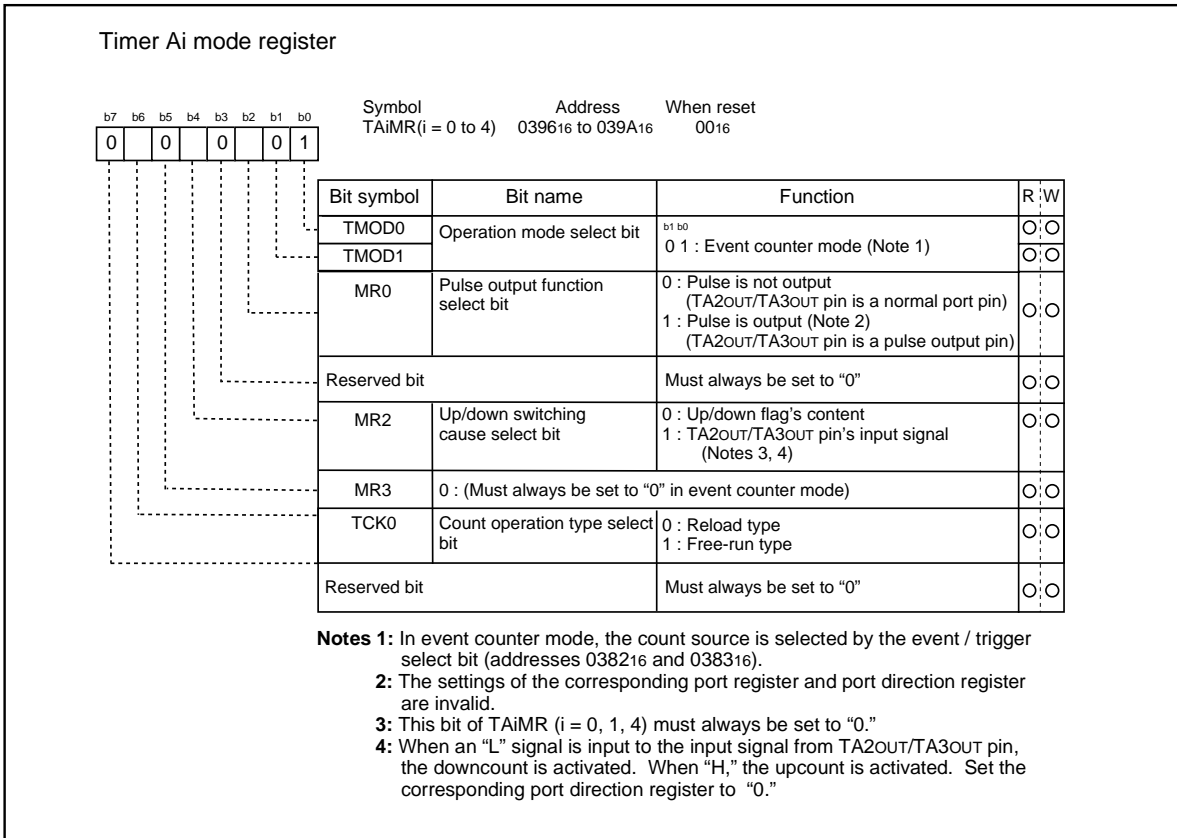 Timer Ai mode register
Symbol Address When reset
TAiMR(i = 0 to 4) 039616 to 039A16 0016
b7 b6 b5 b4 b3 b2 b1 b0
0 0 0 0 1
Bit symbol Bit name Function R W
TMOD0 Operation mode select bit b1 b0
0 1 : Event counter mode (Note 1)
TMOD1
MR0 Pulse output function
select bit
0 : Pulse is not output
(TA2OUT/TA3OUT pin is a normal port pin)
1 : Pulse is output (Note 2)
(TA2OUT/TA3OUT pin is a pulse output pin)
Reserved bit Must always be set to “0”
MR2 Up/down switching
cause select bit
0 : Up/down flag’s content
1 : TA2OUT/TA3OUT pin’s input signal
(Notes 3, 4)
MR3 0 : (Must always be set to “0” in event counter mode)
TCK0 Count operation type select
bit
0 : Reload type
1 : Free-run type
Reserved bit Must always be set to “0”
Notes 1: In event counter mode, the count source is selected by the event / trigger
select bit (addresses 038216 and 038316).
2: The settings of the corresponding port register and port direction register
are invalid.
3: This bit of TAiMR (i = 0, 1, 4) must always be set to “0.”
4: When an “L” signal is input to the input signal from TA2OUT/TA3OUT pin,
the downcount is activated. When “H,” the upcount is activated. Set the
corresponding port direction register to “0.”